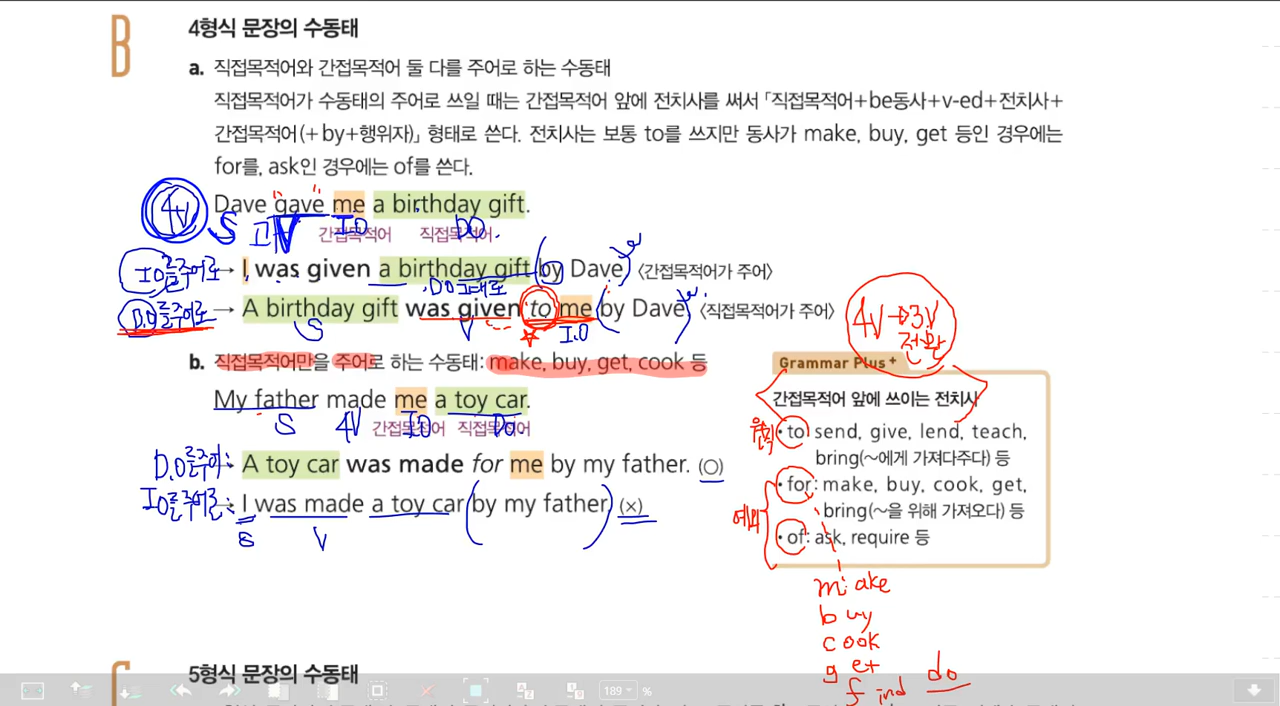 B
4형식 문장의 수동태
a. 직접목적어와 간접목적어 둘 다를 주어로 하는 수동태
직접목적어가 수동태의 주어로 쓰일 때는 간접목적어 앞에 전치사를 써서 「직접목적어+be동사+v-ed+전치사+
간접목적어(+by+행위자)」 형태로 쓴다. 전치사는 보통 to를 쓰지만 동사가 make, buy, get 등인 경우에는
for를, ask인 경우에는 of를 쓴다.
4V Dave "gave" me a birthday gift.
S V IO DO
간접목적어 직접목적어
IO를 주어로 → I was given a birthday gift (by Dave) 〈간접목적어가 주어〉
D.O 그대로
D.O를 주어로 → A birthday gift was given to me (by Dave) 〈직접목적어가 주어〉
S V I.O
4V→3V
전환
b. 직접목적어만을 주어로 하는 수동태: make, buy, get, cook 등
My father made me a toy car.
S 4V IO DO
간접목적어 직접목적어
D.O를 주어: A toy car was made for me by my father. (○)
IO를 주어로: I was made a toy car (by my father) (×)
S V
Grammar Plus+
간접목적어 앞에 쓰이는 전치사
원칙 • to send, give, lend, teach,
bring(~에게 가져다주다) 등
예외 • for: make, buy, cook, get,
bring(~을 위해 가져오다) 등
• of: ask, require 등
make
buy
cook
get
find do
C
5형식 문장의 수동태
189 %